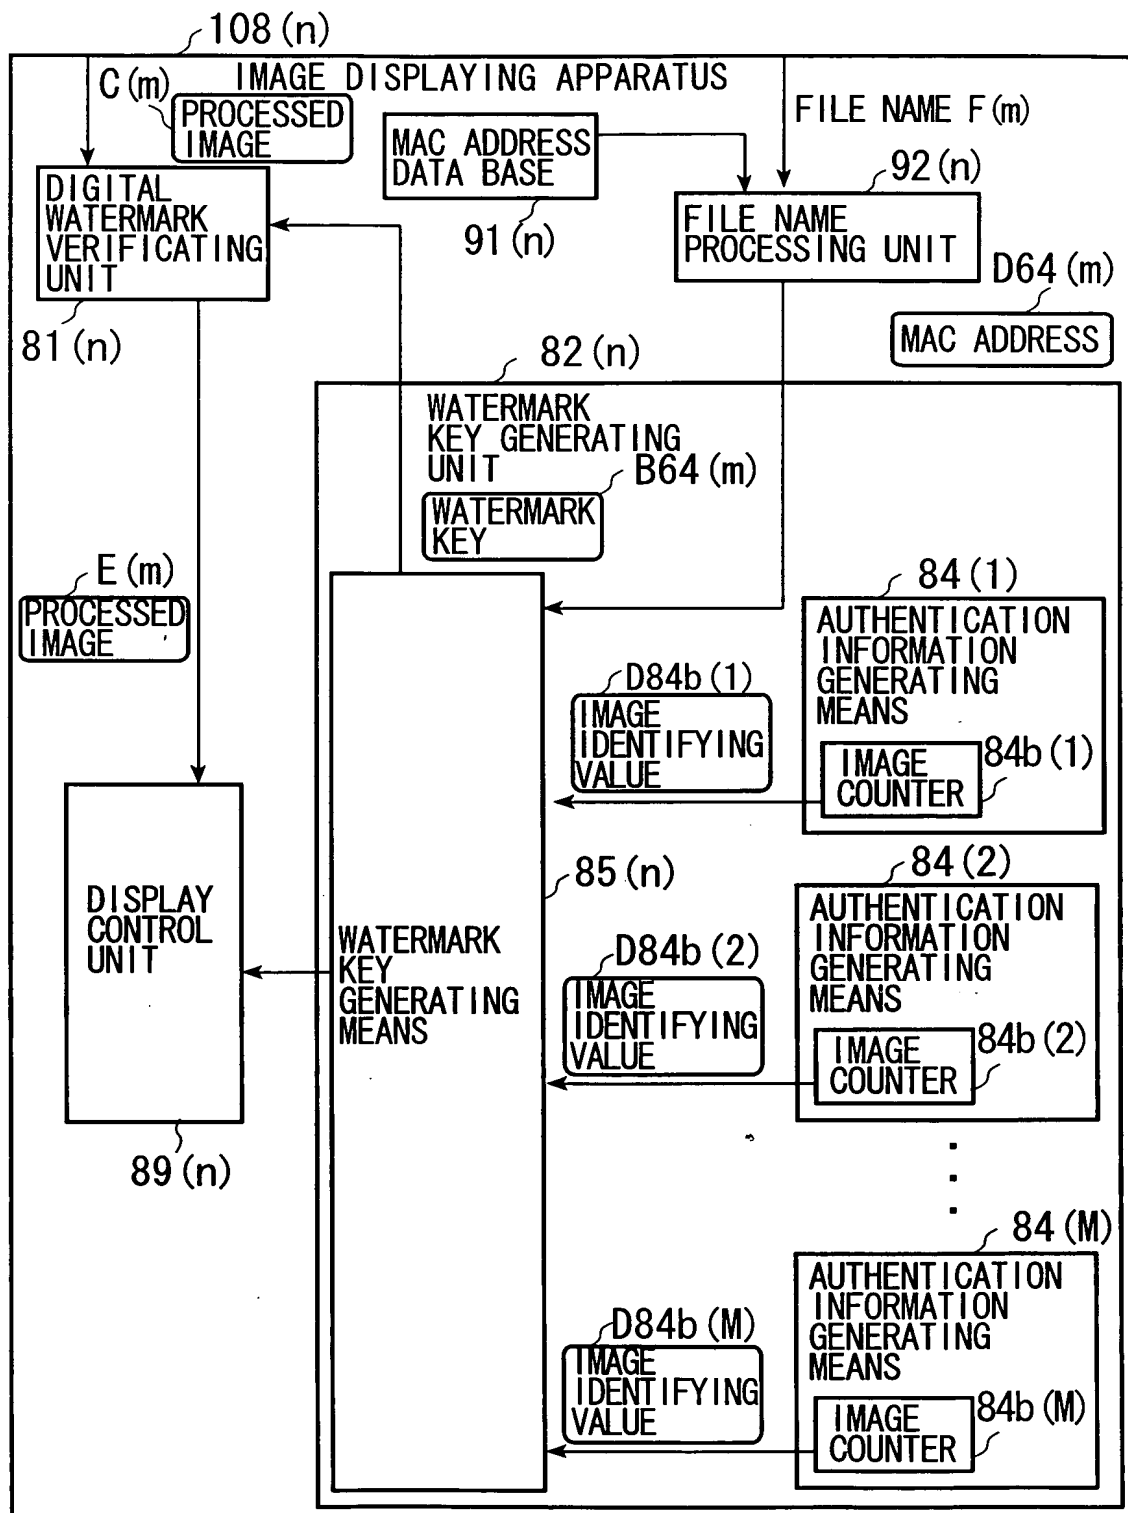 108(n)
IMAGE DISPLAYING APPARATUS
C(m)
PROCESSED
IMAGE
FILE NAME F(m)
MAC ADDRESS
DATA BASE
91(n)
92(n)
FILE NAME
PROCESSING UNIT
DIGITAL
WATERMARK
VERIFICATING
UNIT
81(n)
D64(m)
MAC ADDRESS
82(n)
WATERMARK
KEY GENERATING
UNIT
B64(m)
WATERMARK
KEY
E(m)
PROCESSED
IMAGE
84(1)
AUTHENTICATION
INFORMATION
GENERATING
MEANS
IMAGE
COUNTER
84b(1)
D84b(1)
IMAGE
IDENTIFYING
VALUE
85(n)
WATERMARK
KEY
GENERATING
MEANS
DISPLAY
CONTROL
UNIT
89(n)
84(2)
AUTHENTICATION
INFORMATION
GENERATING
MEANS
IMAGE
COUNTER
84b(2)
D84b(2)
IMAGE
IDENTIFYING
VALUE
84(M)
AUTHENTICATION
INFORMATION
GENERATING
MEANS
IMAGE
COUNTER
84b(M)
D84b(M)
IMAGE
IDENTIFYING
VALUE